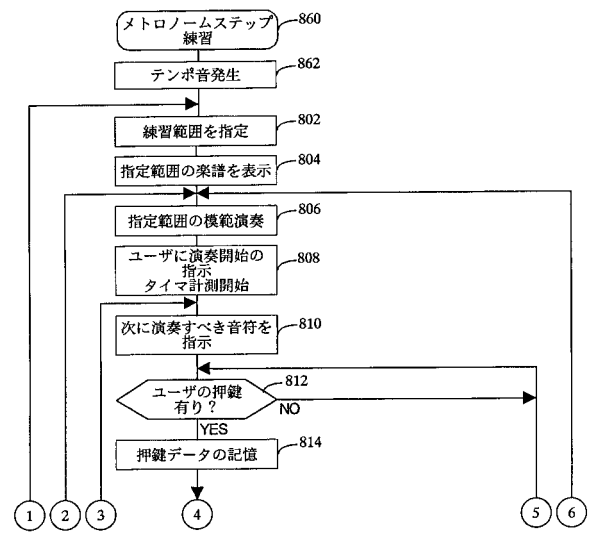 メトロノームステップ
練習
860
テンポ音発生
862
練習範囲を指定
802
指定範囲の楽譜を表示
804
指定範囲の模範演奏
806
ユーザに演奏開始の
指示
タイマ計測開始
808
次に演奏すべき音符を
指示
810
ユーザの押鍵
有り?
812
NO
YES
押鍵データの記憶
814
1
2
3
4
5
6